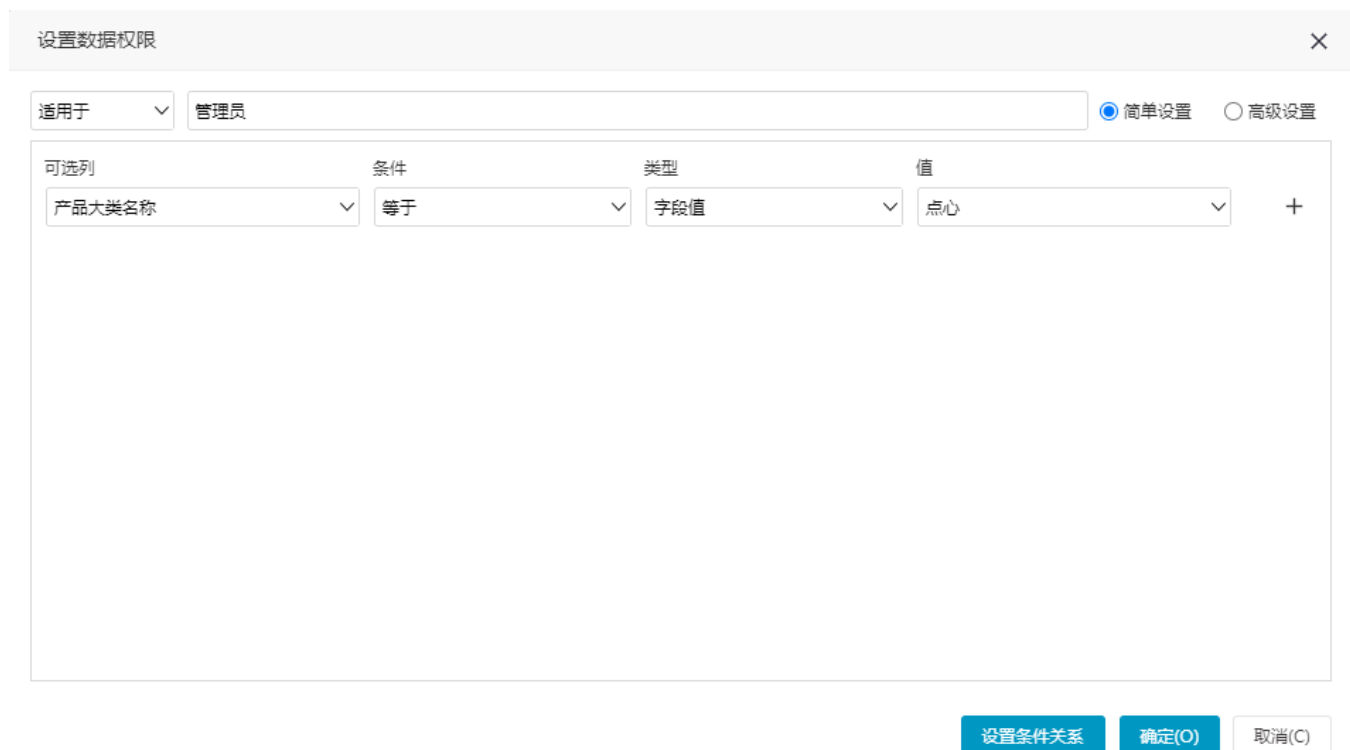 设置数据权限
适用于 管理员 简单设置 高级设置
可选列 条件 类型 值
产品大类名称 等于 字段值 点心
设置条件关系 确定(O) 取消(C)